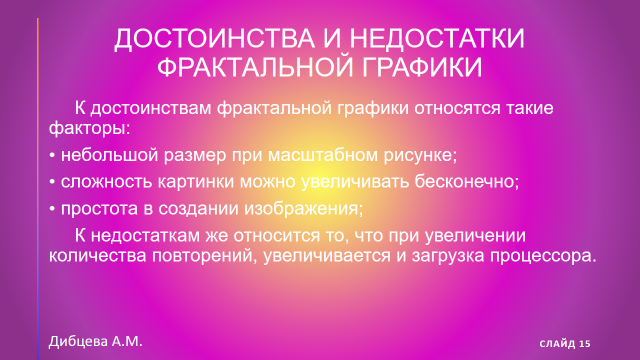 ДОСТОИНСТВА И НЕДОСТАТКИ
ФРАКТАЛЬНОЙ ГРАФИКИ
К достоинствам фрактальной графики относятся такие
факторы:
• небольшой размер при масштабном рисунке;
• сложность картинки можно увеличивать бесконечно;
• простота в создании изображения;
К недостаткам же относится то, что при увеличении
количества повторений, увеличивается и загрузка процессора.
Дибцева А.М.
СЛАЙД 15